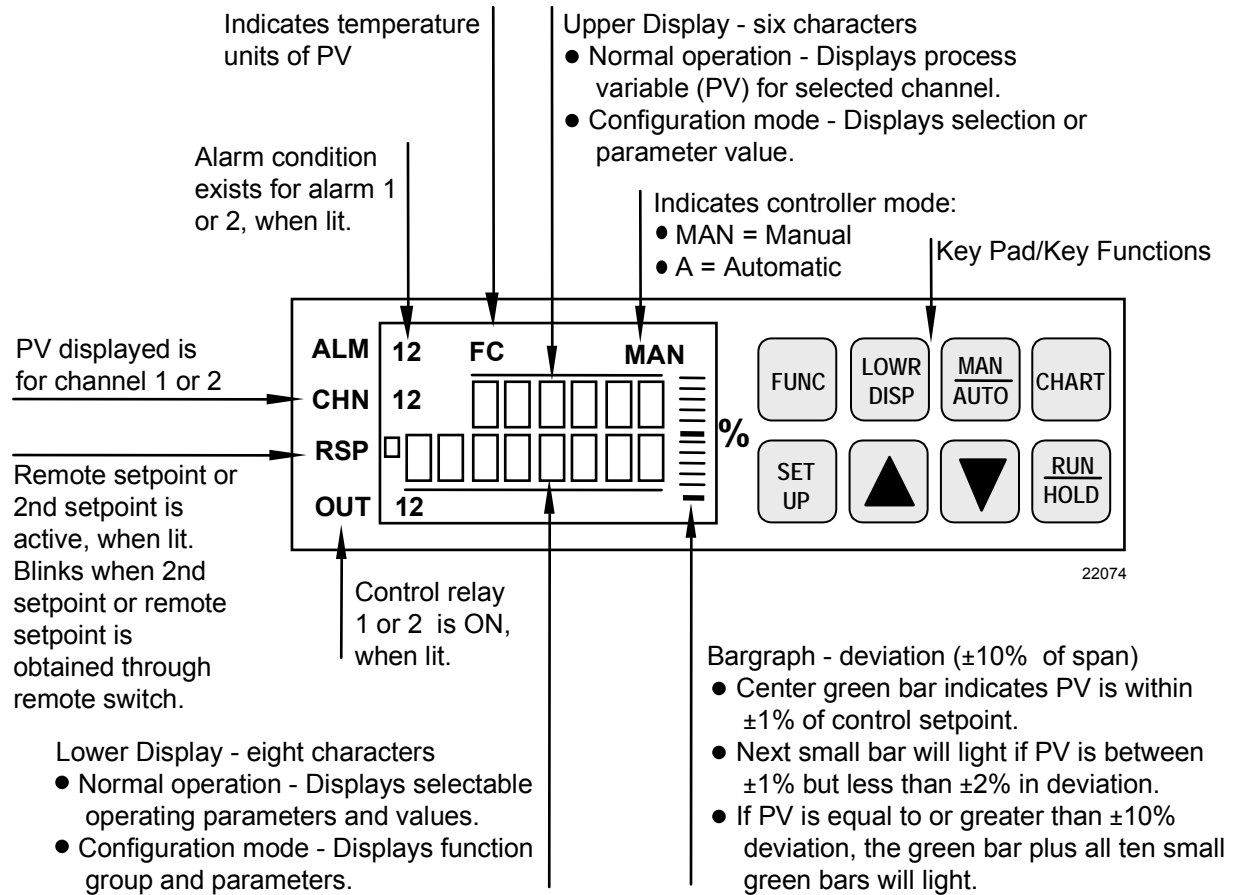 Indicates temperature
units of PV
Upper Display - six characters
● Normal operation - Displays process
variable (PV) for selected channel.
● Configuration mode - Displays selection or
parameter value.
Alarm condition
exists for alarm 1
or 2, when lit.
Indicates controller mode:
● MAN = Manual
● A = Automatic
Key Pad/Key Functions
PV displayed is
for channel 1 or 2
Remote setpoint or
2nd setpoint is
active, when lit.
Blinks when 2nd
setpoint or remote
setpoint is
obtained through
remote switch.
ALM 12 FC MAN
CHN 12
RSP
OUT 12
%
FUNC
LOWR
DISP
MAN
AUTO
CHART
SET
UP
RUN
HOLD
22074
Control relay
1 or 2 is ON,
when lit.
Lower Display - eight characters
● Normal operation - Displays selectable
operating parameters and values.
● Configuration mode - Displays function
group and parameters.
Bargraph - deviation (±10% of span)
● Center green bar indicates PV is within
±1% of control setpoint.
● Next small bar will light if PV is between
±1% but less than ±2% in deviation.
● If PV is equal to or greater than ±10%
deviation, the green bar plus all ten small
green bars will light.